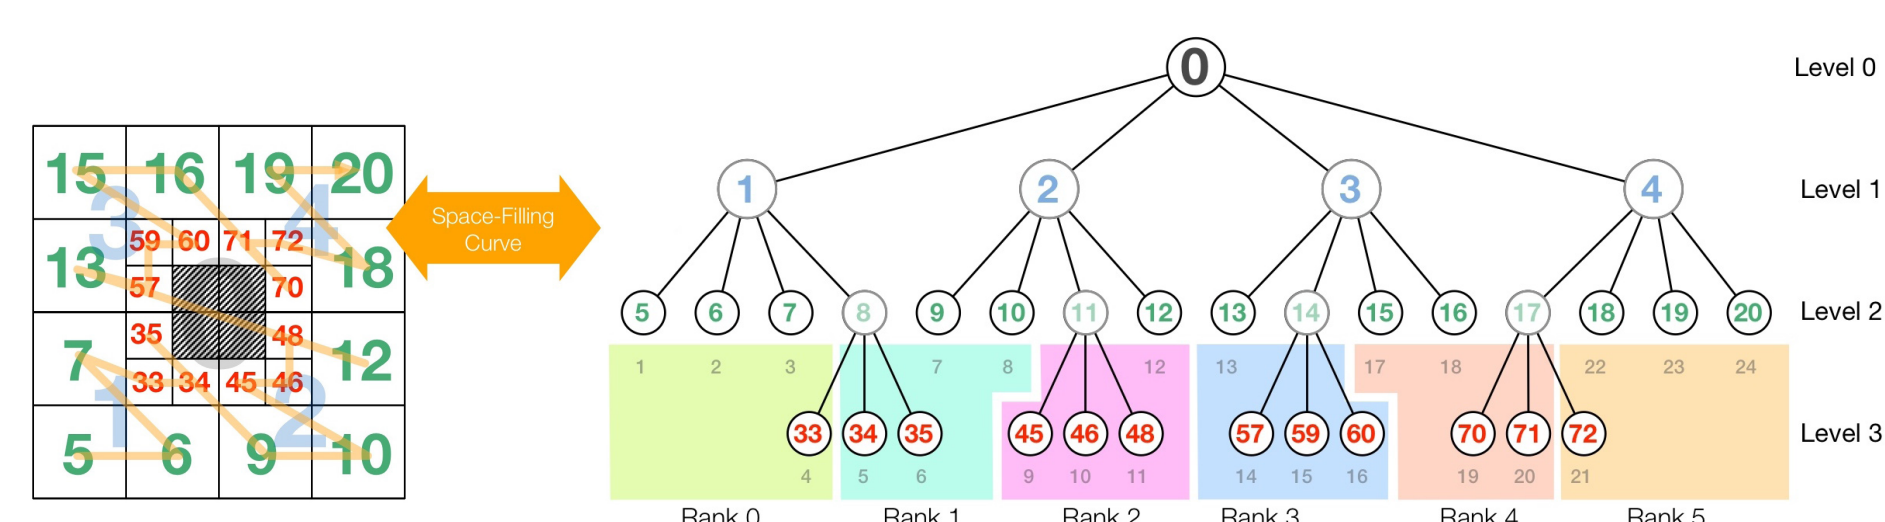 0
Level 0
1
2
3
4
Level 1
15 16 19 20
3 4
59 60 71 72
13 18
57 70
35 48
7 12
33 34 45 46
1 2
5 6 9 10
Space-Filling
Curve
5 6 7 8 9 10 11 12 13 14 15 16 17 18 19 20
Level 2
1 2 3 7 8 12 13 17 18 22 23 24
33 34 35 45 46 48 57 59 60 70 71 72
Level 3
4 5 6 9 10 11 14 15 16 19 20 21
Rank 0 Rank 1 Rank 2 Rank 3 Rank 4 Rank 5